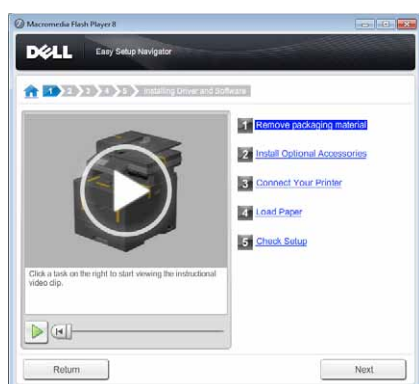 Macromedia Flash Player 8
DELL
Easy Setup Navigator
1 2 3 4 5 Installing Driver and Software
1 Remove packaging material
2 Install Optional Accessories
3 Connect Your Printer
4 Load Paper
5 Check Setup
Click a task on the right to start viewing the instructional
video clip.
Return
Next